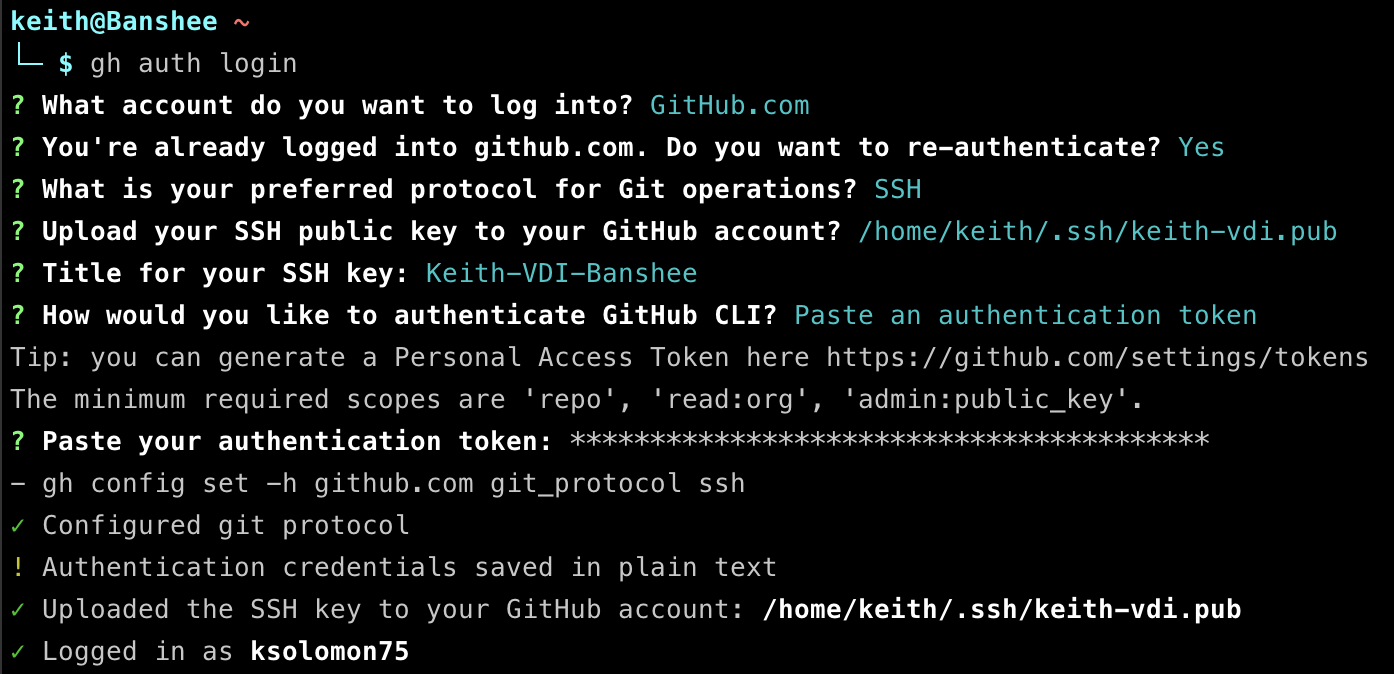 keith@Banshee ~
└─ $ gh auth login
? What account do you want to log into? GitHub.com
? You're already logged into github.com. Do you want to re-authenticate? Yes
? What is your preferred protocol for Git operations? SSH
? Upload your SSH public key to your GitHub account? /home/keith/.ssh/keith-vdi.pub
? Title for your SSH key: Keith-VDI-Banshee
? How would you like to authenticate GitHub CLI? Paste an authentication token
Tip: you can generate a Personal Access Token here https://github.com/settings/tokens
The minimum required scopes are 'repo', 'read:org', 'admin:public_key'.
? Paste your authentication token: ****************************************
- gh config set -h github.com git_protocol ssh
✓ Configured git protocol
! Authentication credentials saved in plain text
✓ Uploaded the SSH key to your GitHub account: /home/keith/.ssh/keith-vdi.pub
✓ Logged in as ksolomon75